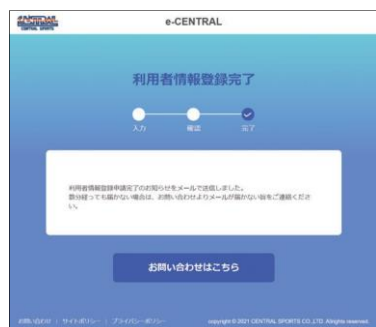 CENTRAL SPORTS
e-CENTRAL
利用者情報登録完了
入力
確認
完了
利用者情報登録申請完了のお知らせをメールで送信しました。
数分経っても届かない場合は、お問い合わせよりメールが届かない旨をご連絡くださ
い。
お問い合わせはこちら
お問い合わせ | サイトポリシー | プライバシーポリシー
copyright © 2021 CENTRAL SPORTS CO.,LTD. Allrights reserved.